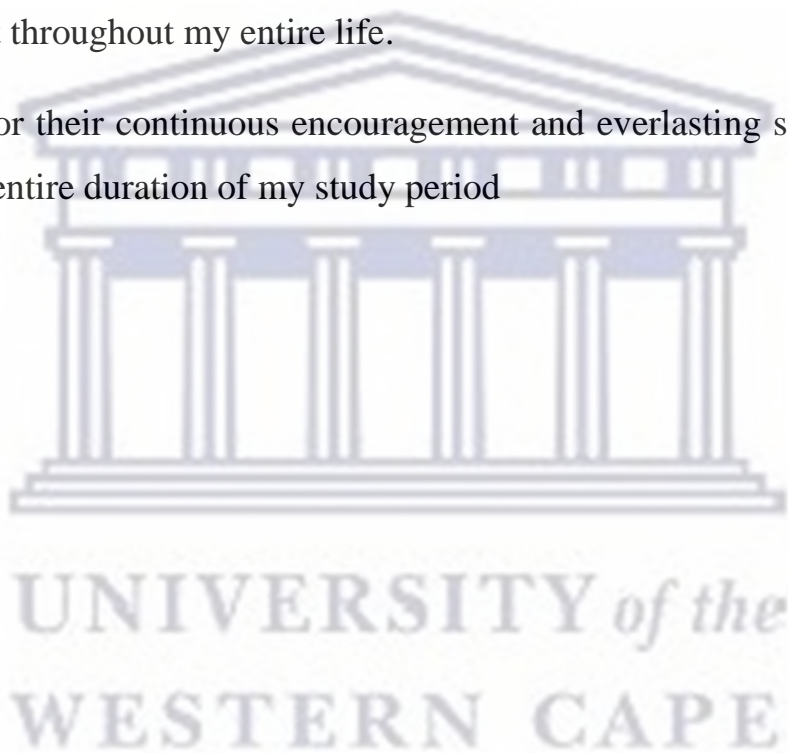 throughout my entire life.
or their continuous encouragement and everlasting s
entire duration of my study period
UNIVERSITY of the
WESTERN CAPE